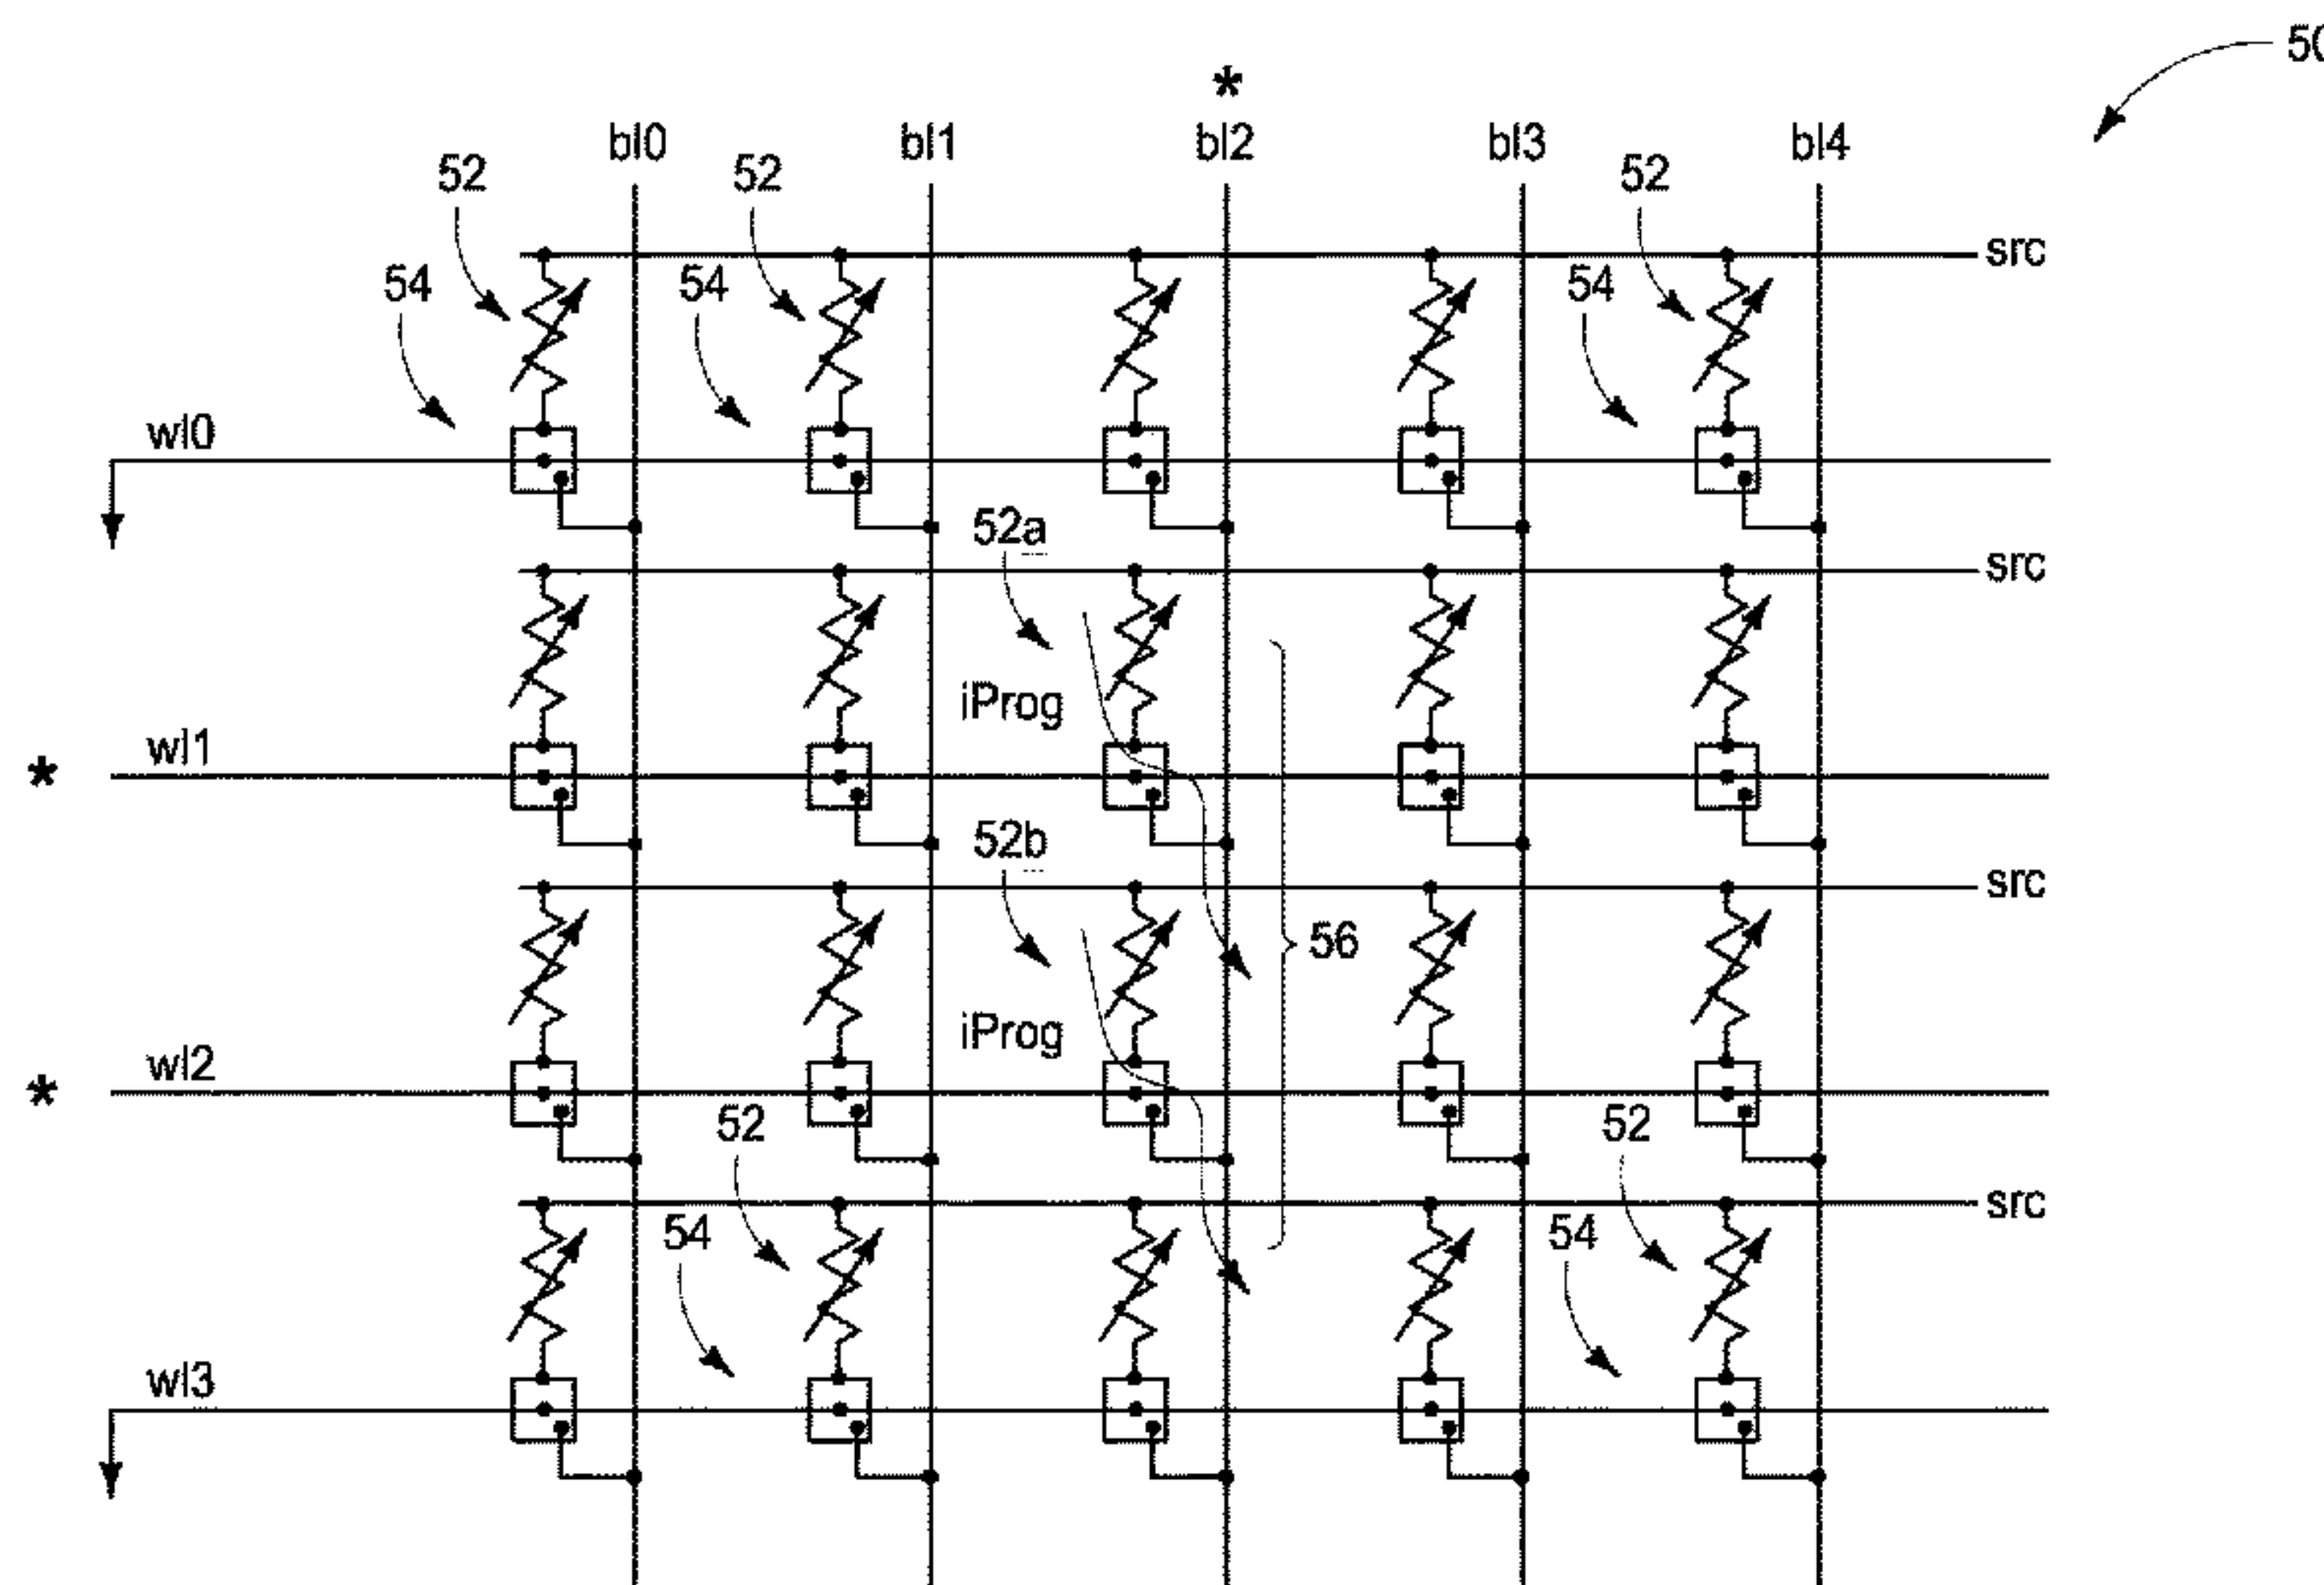 50
*
bl0 bl1 bl2 bl3 bl4
52 52 52
src
54 54 54
wl0
52a
src
iProg
* wl1
52b
src
56
iProg
* wl2
52 52
src
54 54
wl3